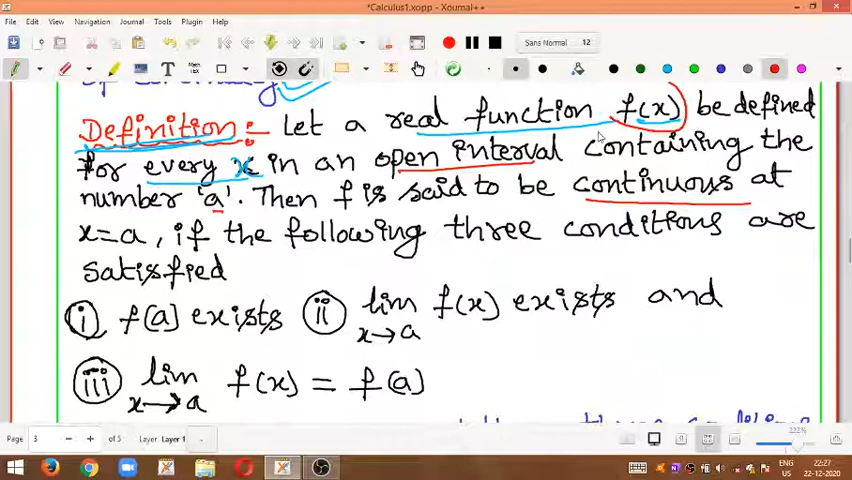 *Calculus1.xopp - Xournal++
File Edit View Navigation Journal Tools Plugin Help
Sans Normal 12
Definition :- Let a real function f(x) be defined
for every x in an open interval containing the
number 'a'. Then f is said to be continuous at
x=a, if the following three conditions are
satisfied
(i) f(a) exists (ii) lim f(x) exists and
x→a
(iii) lim f(x) = f(a)
x→a
Page 3 of 5 Layer: Layer 1 222%
ENG 22:27
US 22-12-2020